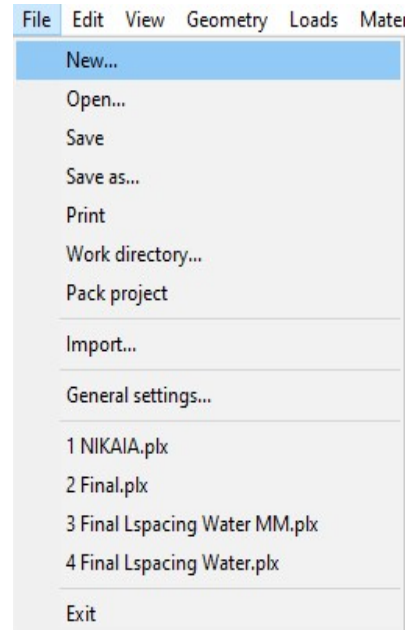 File Edit View Geometry Loads Mater
New...
Open...
Save
Save as...
Print
Work directory...
Pack project
Import...
General settings...
1 NIKAIA.plx
2 Final.plx
3 Final Lspacing Water MM.plx
4 Final Lspacing Water.plx
Exit